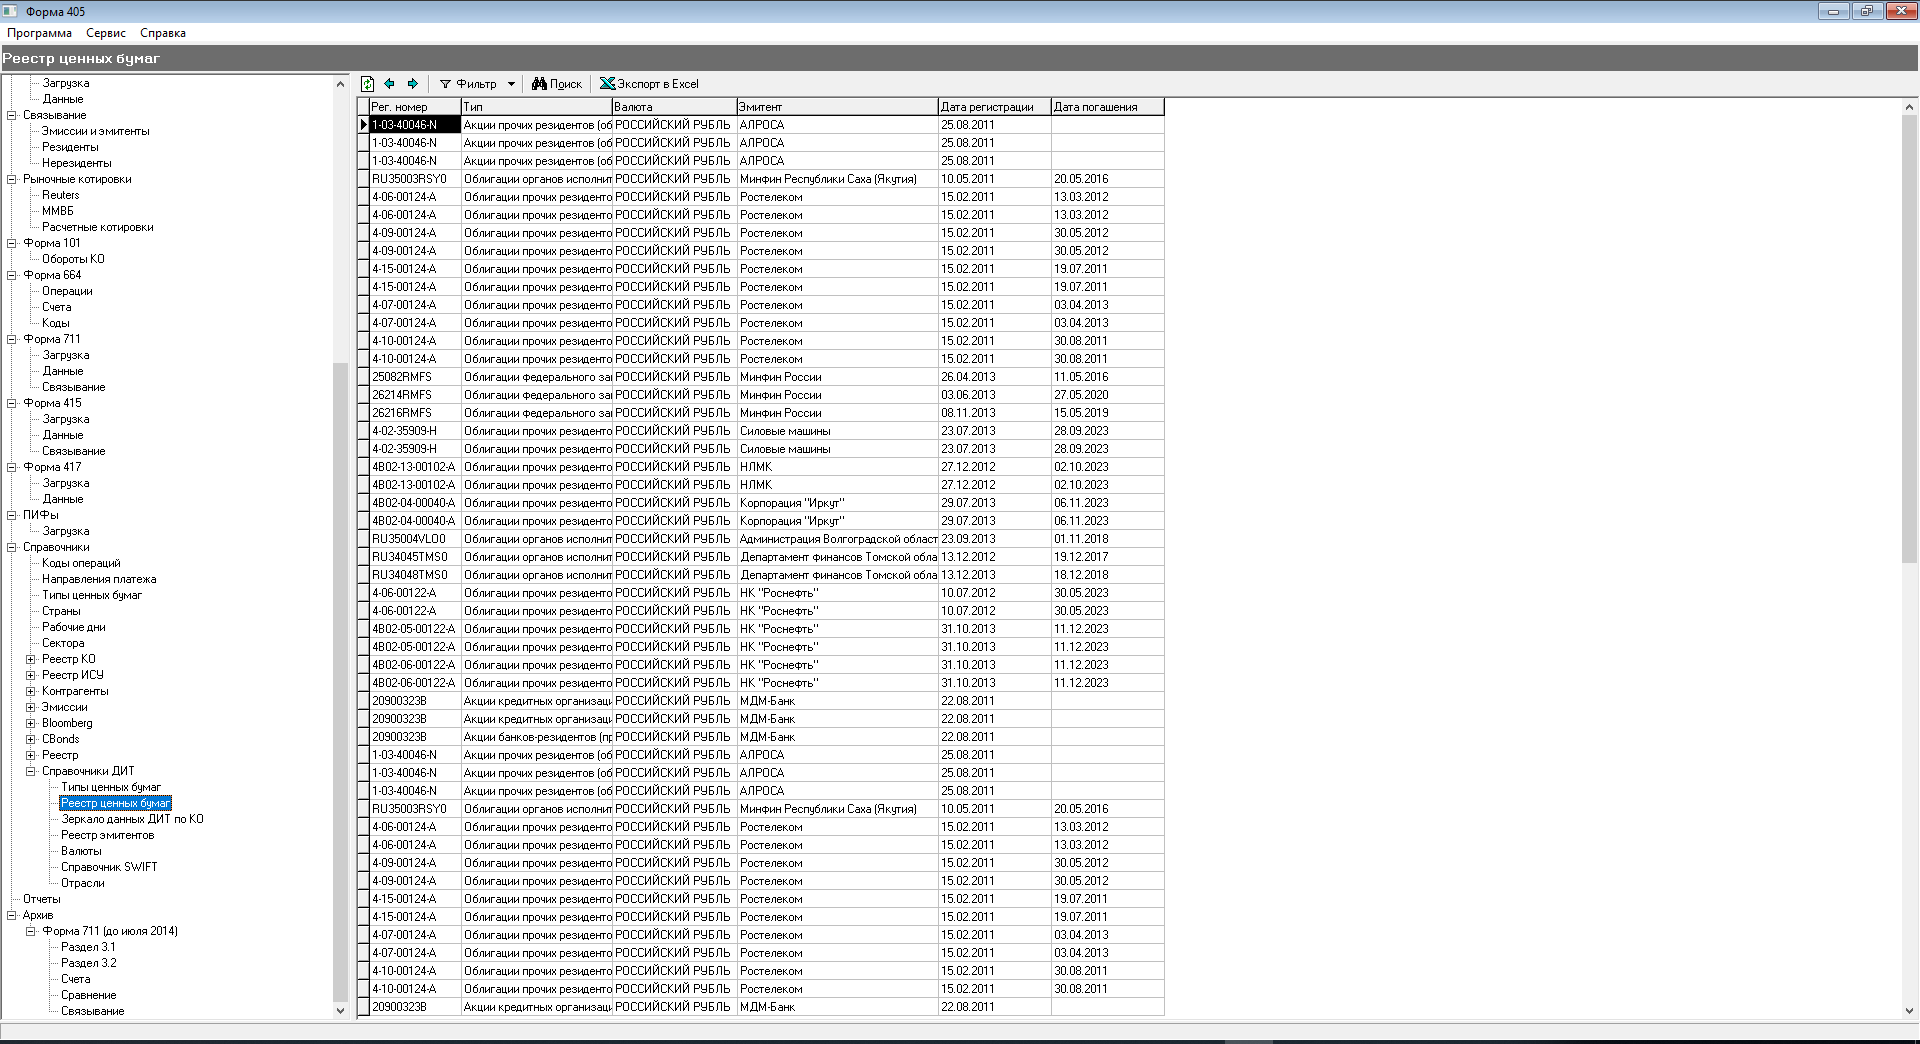 Форма 405
Программа Сервис Справка
Реестр ценных бумаг
Загрузка
Данные
Связывание
Эмиссии и эмитенты
Резиденты
Нерезиденты
Рыночные котировки
Reuters
ММВБ
Расчетные котировки
Форма 101
Обороты КО
Форма 664
Операции
Счета
Коды
Форма 711
Загрузка
Данные
Связывание
Форма 415
Загрузка
Данные
Связывание
Форма 417
Загрузка
Данные
ПИФы
Загрузка
Справочники
Коды операций
Направления платежа
Типы ценных бумаг
Страны
Рабочие дни
Сектора
Реестр КО
Реестр ИСУ
Контрагенты
Эмиссии
Bloomberg
CBonds
Реестр
Справочники ДИТ
Типы ценных бумаг
Реестр ценных бумаг
Зеркало данных ДИТ по КО
Реестр эмитентов
Валюты
Справочник SWIFT
Отрасли
Отчеты
Архив
Форма 711 (до июля 2014)
Раздел 3.1
Раздел 3.2
Счета
Сравнение
Связывание
Фильтр Поиск Экспорт в Excel
Рег. номер Тип Валюта Эмитент Дата регистрации Дата погашения
1-03-40046-N Акции прочих резидентов (об РОССИЙСКИЙ РУБЛЬ АЛРОСА 25.08.2011
1-03-40046-N Акции прочих резидентов (об РОССИЙСКИЙ РУБЛЬ АЛРОСА 25.08.2011
1-03-40046-N Акции прочих резидентов (об РОССИЙСКИЙ РУБЛЬ АЛРОСА 25.08.2011
RU35003RSY0 Облигации органов исполнит РОССИЙСКИЙ РУБЛЬ Минфин Республики Саха (Якутия) 10.05.2011 20.05.2016
4-06-00124-A Облигации прочих резиденто РОССИЙСКИЙ РУБЛЬ Ростелеком 15.02.2011 13.03.2012
4-06-00124-A Облигации прочих резиденто РОССИЙСКИЙ РУБЛЬ Ростелеком 15.02.2011 13.03.2012
4-09-00124-A Облигации прочих резиденто РОССИЙСКИЙ РУБЛЬ Ростелеком 15.02.2011 30.05.2012
4-09-00124-A Облигации прочих резиденто РОССИЙСКИЙ РУБЛЬ Ростелеком 15.02.2011 30.05.2012
4-15-00124-A Облигации прочих резиденто РОССИЙСКИЙ РУБЛЬ Ростелеком 15.02.2011 19.07.2011
4-15-00124-A Облигации прочих резиденто РОССИЙСКИЙ РУБЛЬ Ростелеком 15.02.2011 19.07.2011
4-07-00124-A Облигации прочих резиденто РОССИЙСКИЙ РУБЛЬ Ростелеком 15.02.2011 03.04.2013
4-07-00124-A Облигации прочих резиденто РОССИЙСКИЙ РУБЛЬ Ростелеком 15.02.2011 03.04.2013
4-10-00124-A Облигации прочих резиденто РОССИЙСКИЙ РУБЛЬ Ростелеком 15.02.2011 30.08.2011
4-10-00124-A Облигации прочих резиденто РОССИЙСКИЙ РУБЛЬ Ростелеком 15.02.2011 30.08.2011
25082RMFS Облигации Федерального за РОССИЙСКИЙ РУБЛЬ Минфин России 26.04.2013 11.05.2016
26214RMFS Облигации Федерального за РОССИЙСКИЙ РУБЛЬ Минфин России 03.06.2013 27.05.2020
26216RMFS Облигации Федерального за РОССИЙСКИЙ РУБЛЬ Минфин России 08.11.2013 15.05.2019
4-02-35909-H Облигации прочих резиденто РОССИЙСКИЙ РУБЛЬ Силовые машины 23.07.2013 28.09.2023
4-02-35909-H Облигации прочих резиденто РОССИЙСКИЙ РУБЛЬ Силовые машины 23.07.2013 28.09.2023
4B02-13-00102-A Облигации прочих резиденто РОССИЙСКИЙ РУБЛЬ НЛМК 27.12.2012 02.10.2023
4B02-13-00102-A Облигации прочих резиденто РОССИЙСКИЙ РУБЛЬ НЛМК 27.12.2012 02.10.2023
4B02-04-00040-A Облигации прочих резиденто РОССИЙСКИЙ РУБЛЬ Корпорация "Иркут" 29.07.2013 06.11.2023
4B02-04-00040-A Облигации прочих резиденто РОССИЙСКИЙ РУБЛЬ Корпорация "Иркут" 29.07.2013 06.11.2023
RU35004VLO0 Облигации органов исполнит РОССИЙСКИЙ РУБЛЬ Администрация Волгоградской област 23.09.2013 01.11.2018
RU34045TMS0 Облигации органов исполнит РОССИЙСКИЙ РУБЛЬ Департамент финансов Томской обла 13.12.2012 19.12.2017
RU34048TMS0 Облигации органов исполнит РОССИЙСКИЙ РУБЛЬ Департамент финансов Томской обла 13.12.2013 18.12.2018
4-06-00122-A Облигации прочих резиденто РОССИЙСКИЙ РУБЛЬ НК "Роснефть" 10.07.2012 30.05.2023
4-06-00122-A Облигации прочих резиденто РОССИЙСКИЙ РУБЛЬ НК "Роснефть" 10.07.2012 30.05.2023
4B02-05-00122-A Облигации прочих резиденто РОССИЙСКИЙ РУБЛЬ НК "Роснефть" 31.10.2013 11.12.2023
4B02-05-00122-A Облигации прочих резиденто РОССИЙСКИЙ РУБЛЬ НК "Роснефть" 31.10.2013 11.12.2023
4B02-06-00122-A Облигации прочих резиденто РОССИЙСКИЙ РУБЛЬ НК "Роснефть" 31.10.2013 11.12.2023
4B02-06-00122-A Облигации прочих резиденто РОССИЙСКИЙ РУБЛЬ НК "Роснефть" 31.10.2013 11.12.2023
20900323B Акции кредитных организаци РОССИЙСКИЙ РУБЛЬ МДМ-Банк 22.08.2011
20900323B Акции кредитных организаци РОССИЙСКИЙ РУБЛЬ МДМ-Банк 22.08.2011
20900323B Акции банков-резидентов (пр РОССИЙСКИЙ РУБЛЬ МДМ-Банк 22.08.2011
1-03-40046-N Акции прочих резидентов (об РОССИЙСКИЙ РУБЛЬ АЛРОСА 25.08.2011
1-03-40046-N Акции прочих резидентов (об РОССИЙСКИЙ РУБЛЬ АЛРОСА 25.08.2011
1-03-40046-N Акции прочих резидентов (об РОССИЙСКИЙ РУБЛЬ АЛРОСА 25.08.2011
RU35003RSY0 Облигации органов исполнит РОССИЙСКИЙ РУБЛЬ Минфин Республики Саха (Якутия) 10.05.2011 20.05.2016
4-06-00124-A Облигации прочих резиденто РОССИЙСКИЙ РУБЛЬ Ростелеком 15.02.2011 13.03.2012
4-06-00124-A Облигации прочих резиденто РОССИЙСКИЙ РУБЛЬ Ростелеком 15.02.2011 13.03.2012
4-09-00124-A Облигации прочих резиденто РОССИЙСКИЙ РУБЛЬ Ростелеком 15.02.2011 30.05.2012
4-09-00124-A Облигации прочих резиденто РОССИЙСКИЙ РУБЛЬ Ростелеком 15.02.2011 30.05.2012
4-15-00124-A Облигации прочих резиденто РОССИЙСКИЙ РУБЛЬ Ростелеком 15.02.2011 19.07.2011
4-15-00124-A Облигации прочих резиденто РОССИЙСКИЙ РУБЛЬ Ростелеком 15.02.2011 19.07.2011
4-07-00124-A Облигации прочих резиденто РОССИЙСКИЙ РУБЛЬ Ростелеком 15.02.2011 03.04.2013
4-07-00124-A Облигации прочих резиденто РОССИЙСКИЙ РУБЛЬ Ростелеком 15.02.2011 03.04.2013
4-10-00124-A Облигации прочих резиденто РОССИЙСКИЙ РУБЛЬ Ростелеком 15.02.2011 30.08.2011
4-10-00124-A Облигации прочих резиденто РОССИЙСКИЙ РУБЛЬ Ростелеком 15.02.2011 30.08.2011
20900323B Акции кредитных организаци РОССИЙСКИЙ РУБЛЬ МДМ-Банк 22.08.2011